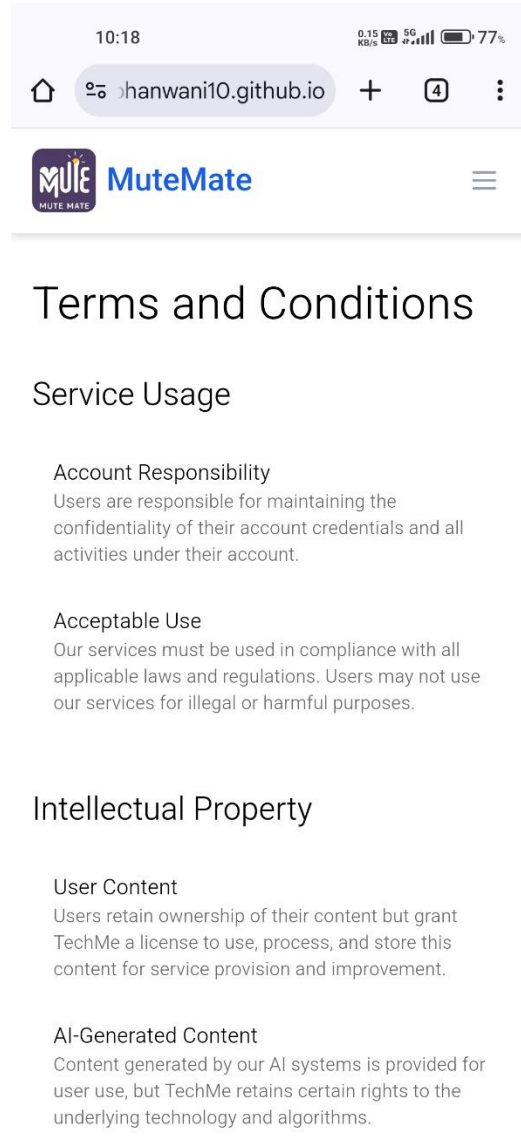 10:18
0.15 KB/s Vo LTE 5G 77%
hanwani10.github.io + 4
MUTE
MUTE MATE
MuteMate
Terms and Conditions
Service Usage
Account Responsibility
Users are responsible for maintaining the
confidentiality of their account credentials and all
activities under their account.
Acceptable Use
Our services must be used in compliance with all
applicable laws and regulations. Users may not use
our services for illegal or harmful purposes.
Intellectual Property
User Content
Users retain ownership of their content but grant
TechMe a license to use, process, and store this
content for service provision and improvement.
AI-Generated Content
Content generated by our AI systems is provided for
user use, but TechMe retains certain rights to the
underlying technology and algorithms.